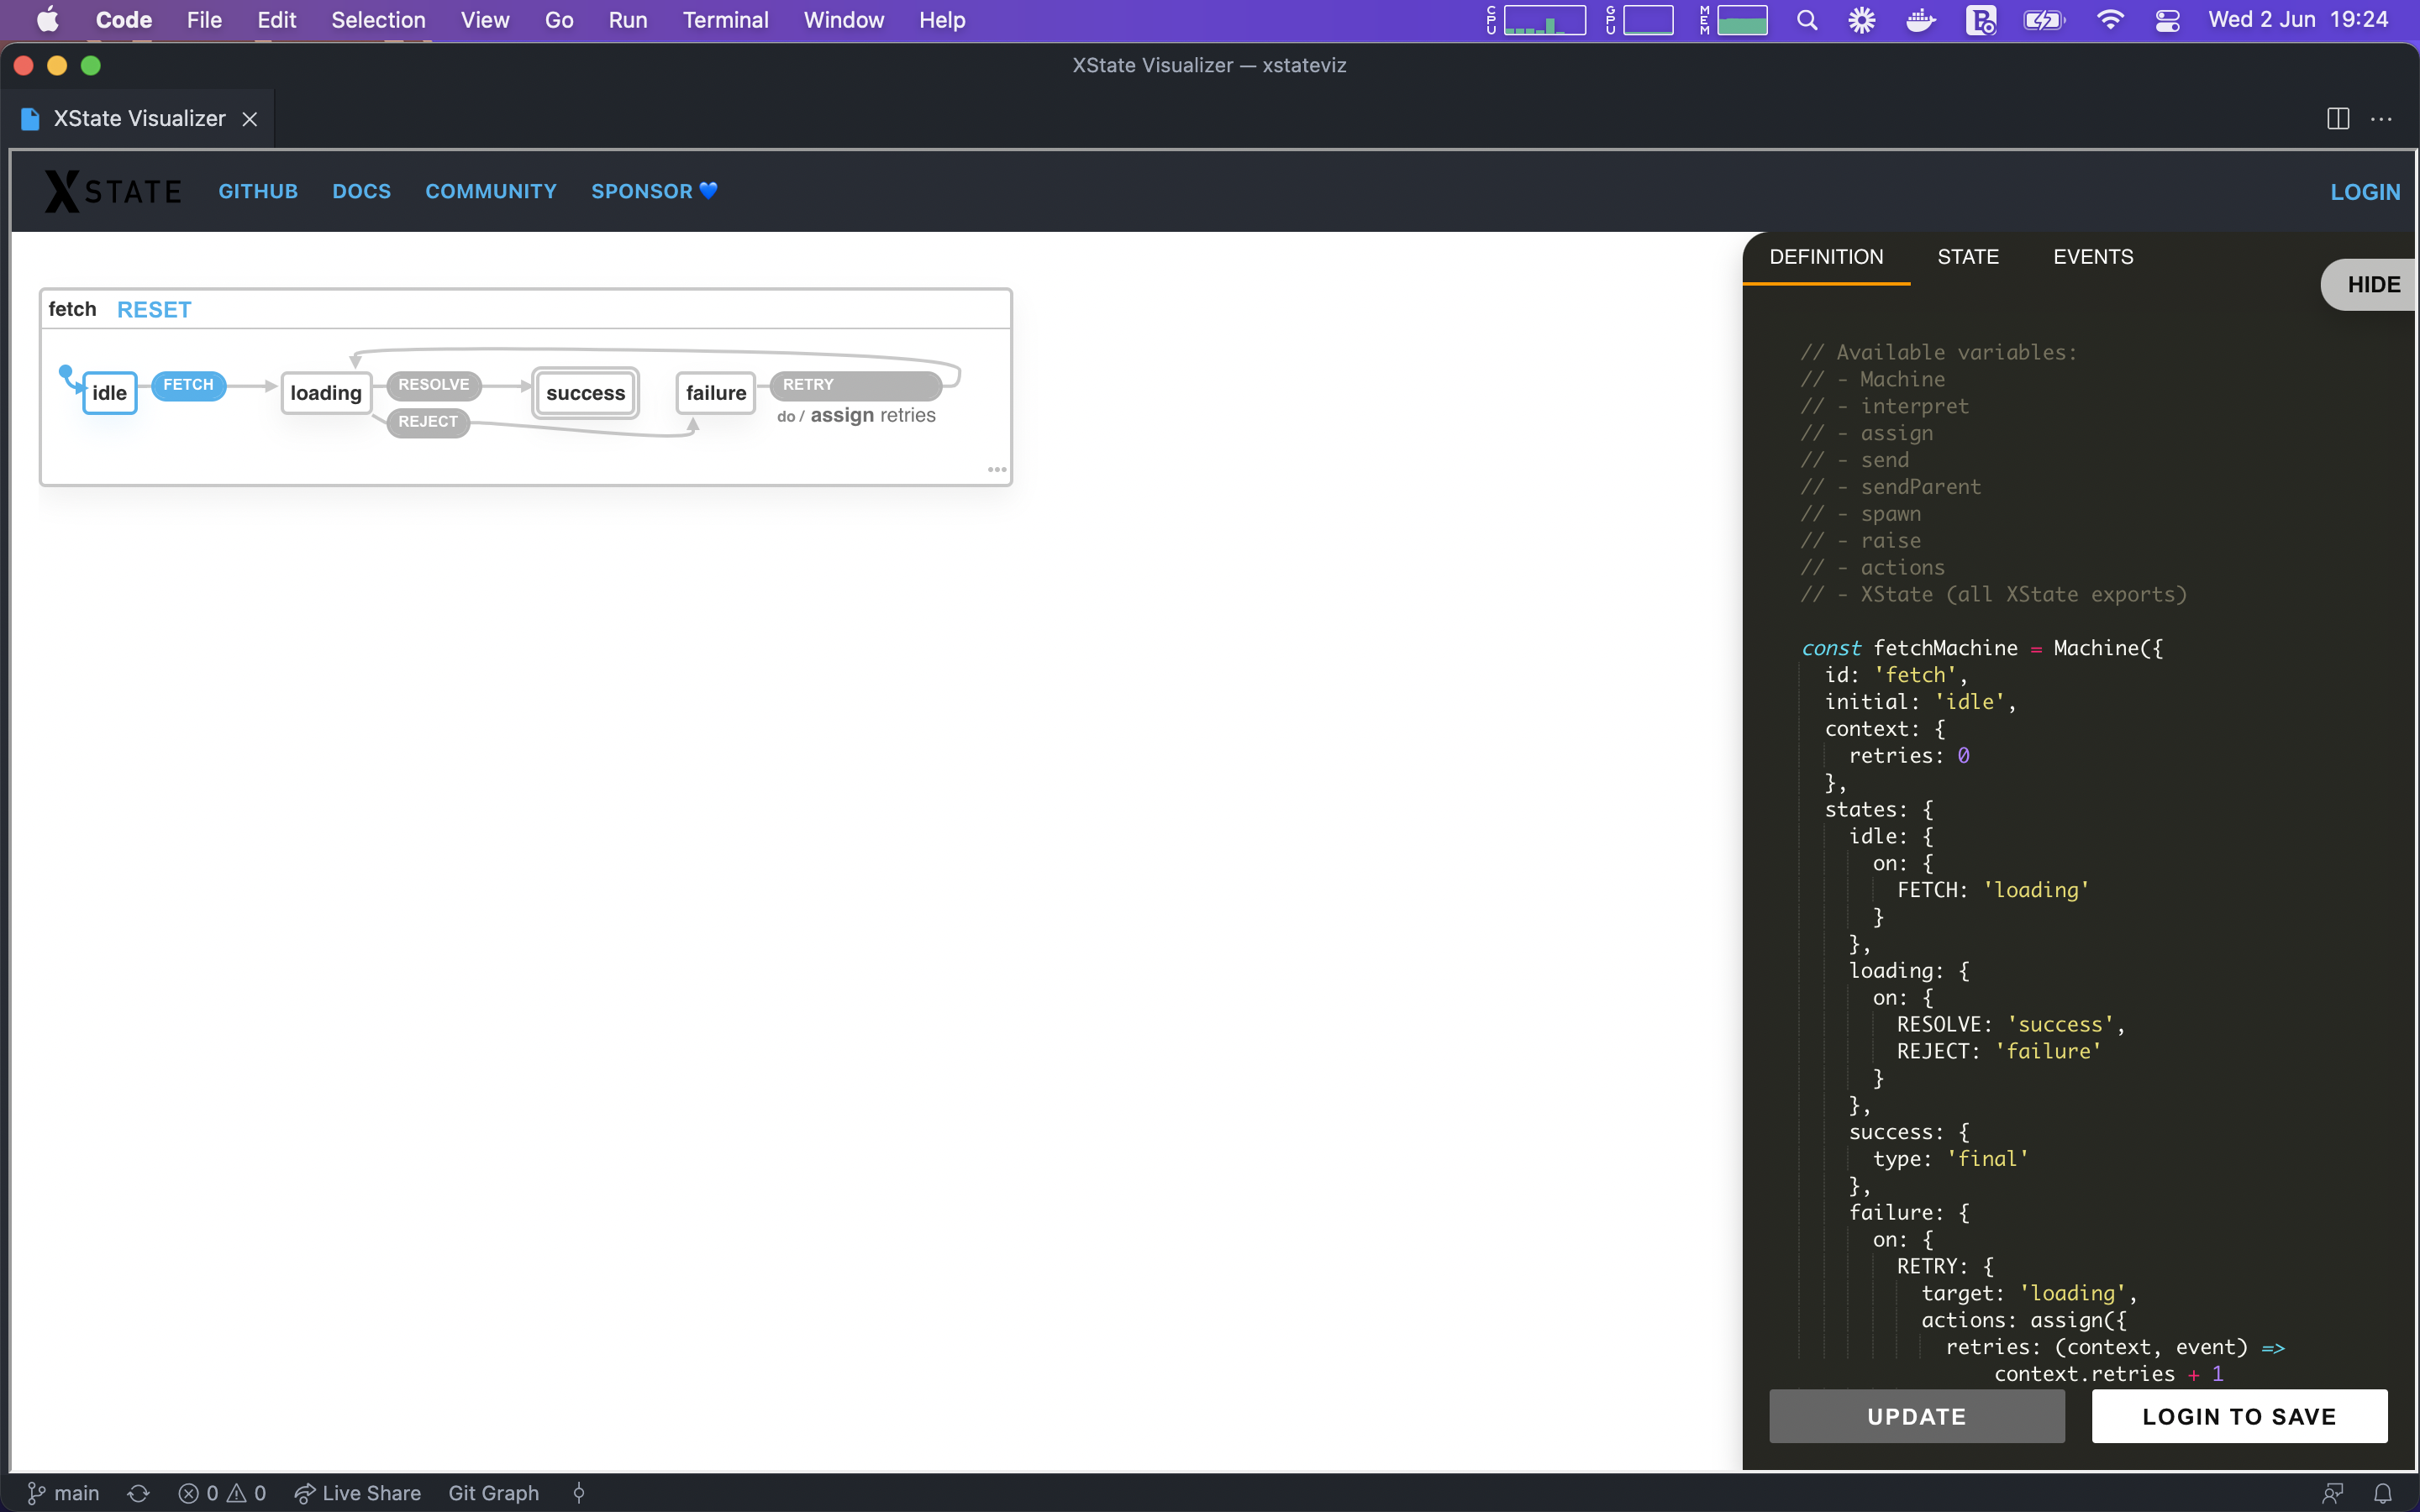 Code File Edit Selection View Go Run Terminal Window Help CPU GPU MEM Wed 2 Jun 19:24
XState Visualizer — xstateviz
XState Visualizer
XSTATE GITHUB DOCS COMMUNITY SPONSOR 💙 LOGIN
DEFINITION STATE EVENTS
HIDE
fetch RESET
idle FETCH loading RESOLVE success failure RETRY
REJECT do / assign retries
// Available variables:
// - Machine
// - interpret
// - assign
// - send
// - sendParent
// - spawn
// - raise
// - actions
// - XState (all XState exports)
const fetchMachine = Machine({
id: 'fetch',
initial: 'idle',
context: {
retries: 0
},
states: {
idle: {
on: {
FETCH: 'loading'
}
},
loading: {
on: {
RESOLVE: 'success',
REJECT: 'failure'
}
},
success: {
type: 'final'
},
failure: {
on: {
RETRY: {
target: 'loading',
actions: assign({
retries: (context, event) =>
context.retries + 1
UPDATE LOGIN TO SAVE
main 0 0 Live Share Git Graph